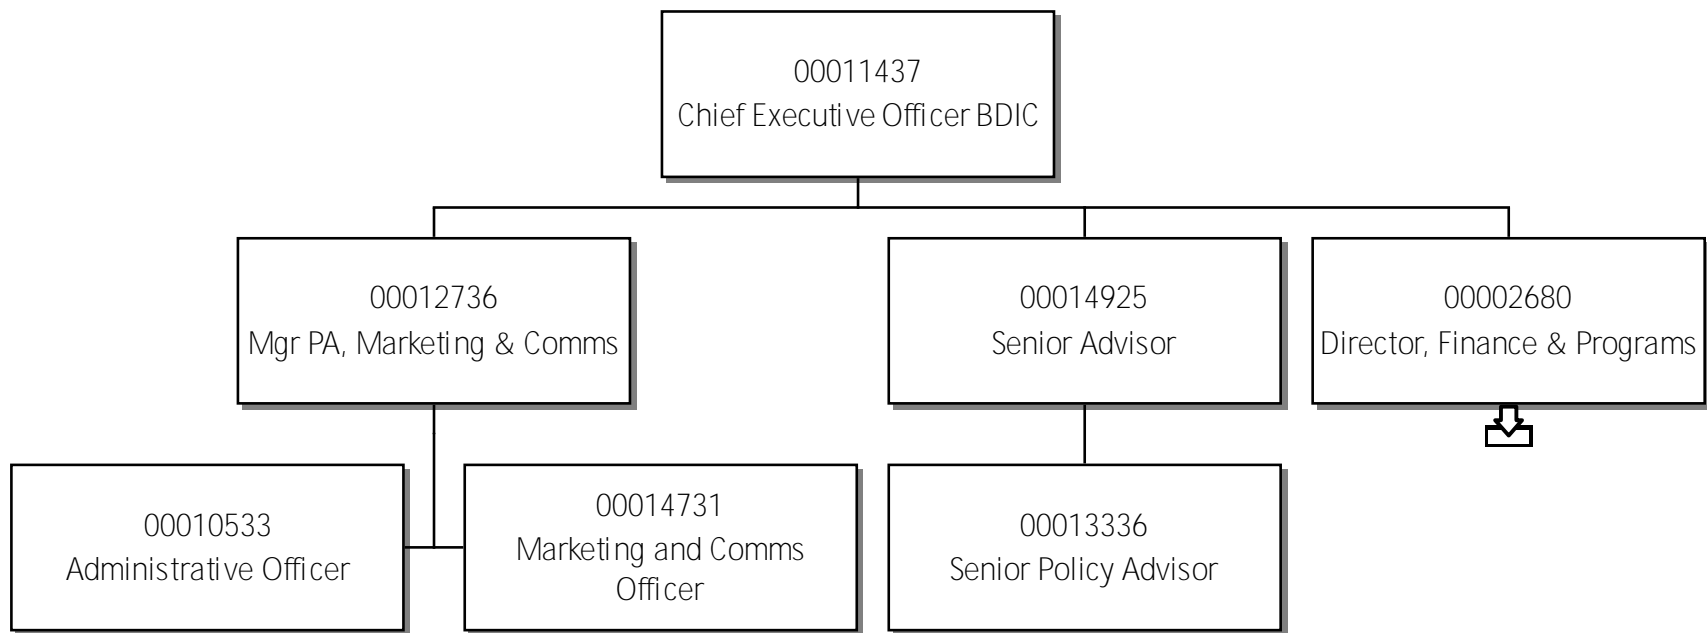 00011437
Chief Executive Officer BDIC
00012736
Mgr PA, Marketing & Comms
00014925
Senior Advisor
00002680
Director, Finance & Programs
00010533
Administrative Officer
00014731
Marketing and Comms
Officer
00013336
Senior Policy Advisor